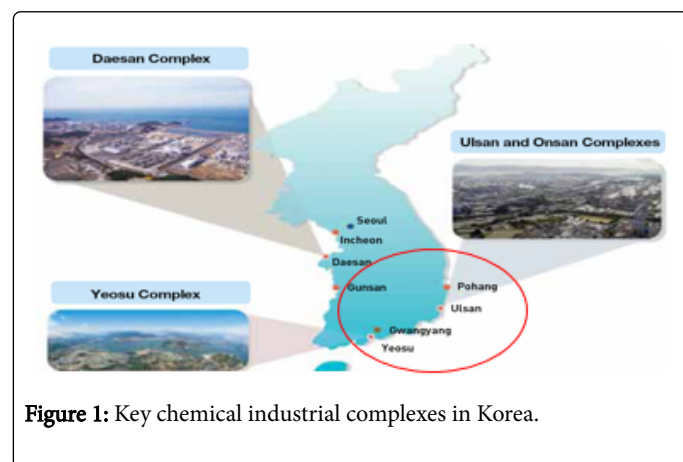 Daesan Complex
Ulsan and Onsan Complexes
Seoul
Incheon
Daesan
Gunsan
Pohang
Yeosu Complex
Ulsan
Gwangyang
Yeosu
Figure 1: Key chemical industrial complexes in Korea.